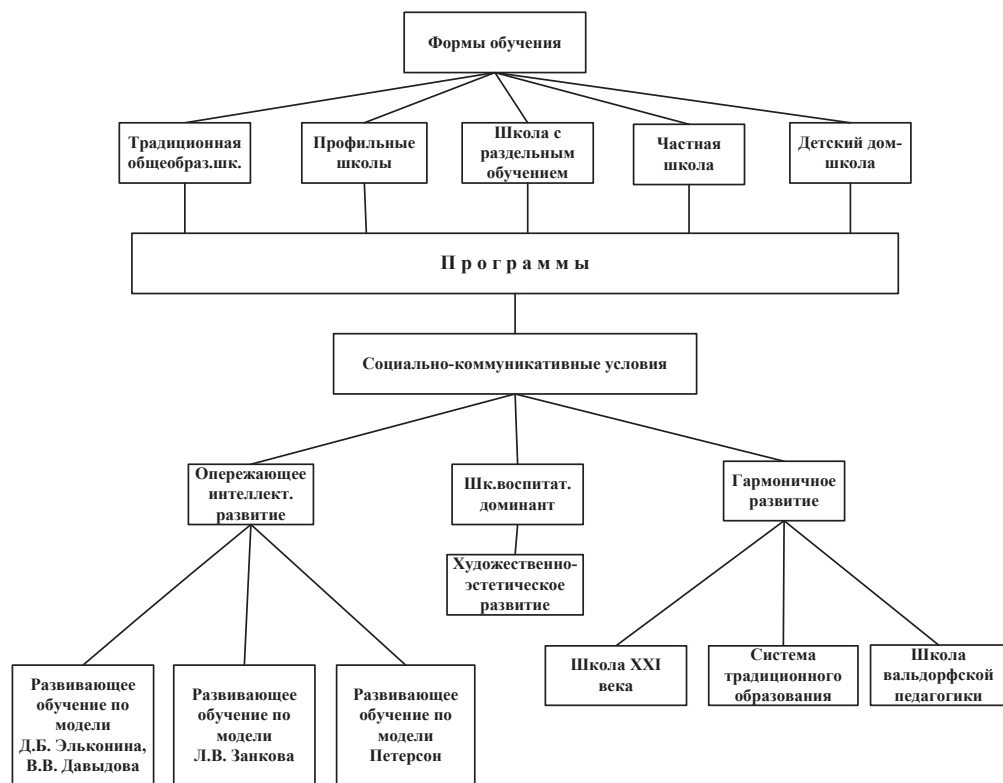 Формы обучения
Традиционная
общеобраз.шк.
Профильные
школы
Школа с
раздельным
обучением
Частная
школа
Детский дом-
школа
П р о г р а м м ы
Социально-коммуникативные условия
Опережающее
интеллект.
развитие
Шк.воспитат.
доминант
Гармоничное
развитие
Художественно-
эстетическое
развитие
Развивающее
обучение по
модели
Д.Б. Эльконина,
В.В. Давыдова
Развивающее
обучение по
модели
Л.В. Занкова
Развивающее
обучение по
модели
Петерсон
Школа XXI
века
Система
традиционного
образования
Школа
вальдорфской
педагогики